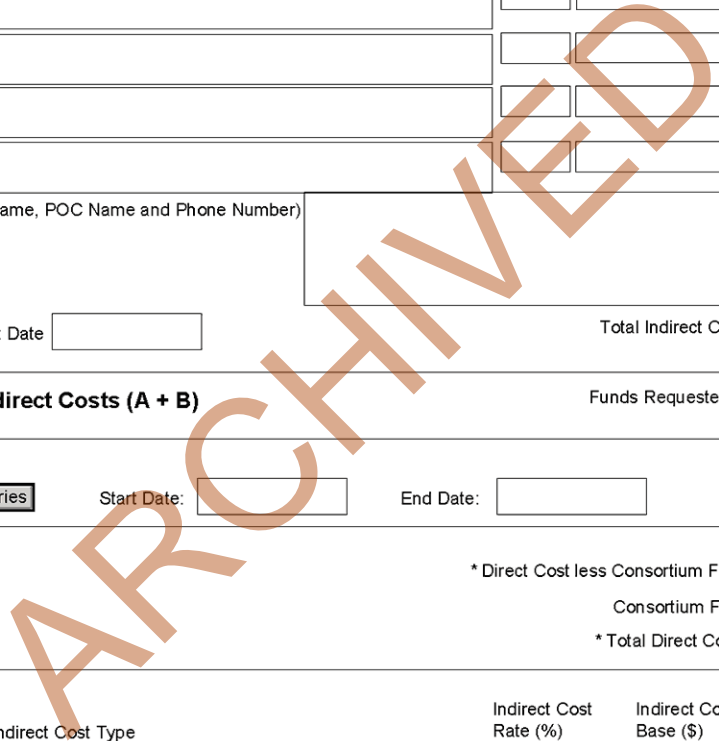 ame, POC Name and Phone Number)
Date
Total Indirect C
direct Costs (A + B)
Funds Requeste
ries
Start Date:
End Date:
* Direct Cost less Consortium F
Consortium F
* Total Direct Co
Indirect Cost
Rate (%)
Indirect Co
Base ($)
ndirect Cost Type
ARCHIVED